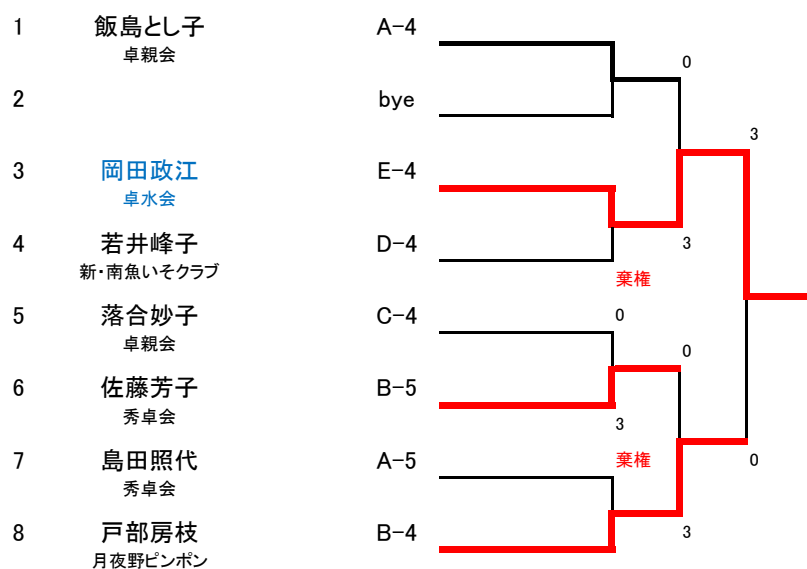 1 飯島とし子 A-4
卓親会
0
2 bye
3
3 岡田政江 E-4
卓水会
4 若井峰子 D-4
3
新・南魚いそクラブ
棄権
5 落合妙子 C-4
0
卓親会
0
6 佐藤芳子 B-5
秀卓会
3
7 島田照代 A-5
棄権
0
秀卓会
8 戸部房枝 B-4
3
月夜野ピンポン